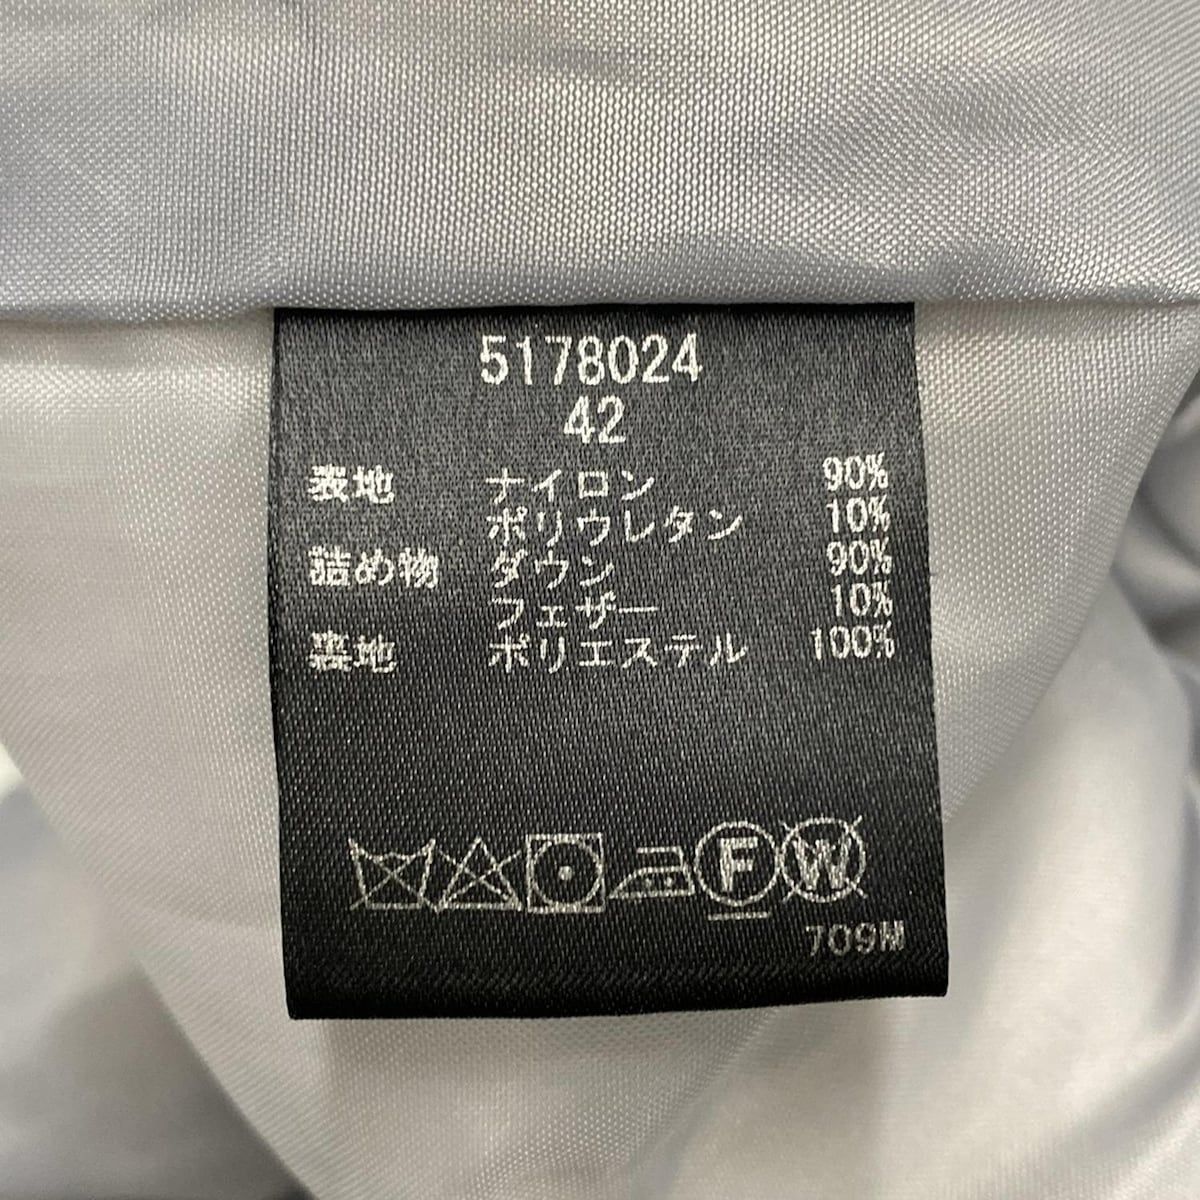 5178024
42
表地 ナイロン 90%
ポリウレタン 10%
詰め物 ダウン 90%
フェザー 10%
裏地 ポリエステル 100%
F W
709M